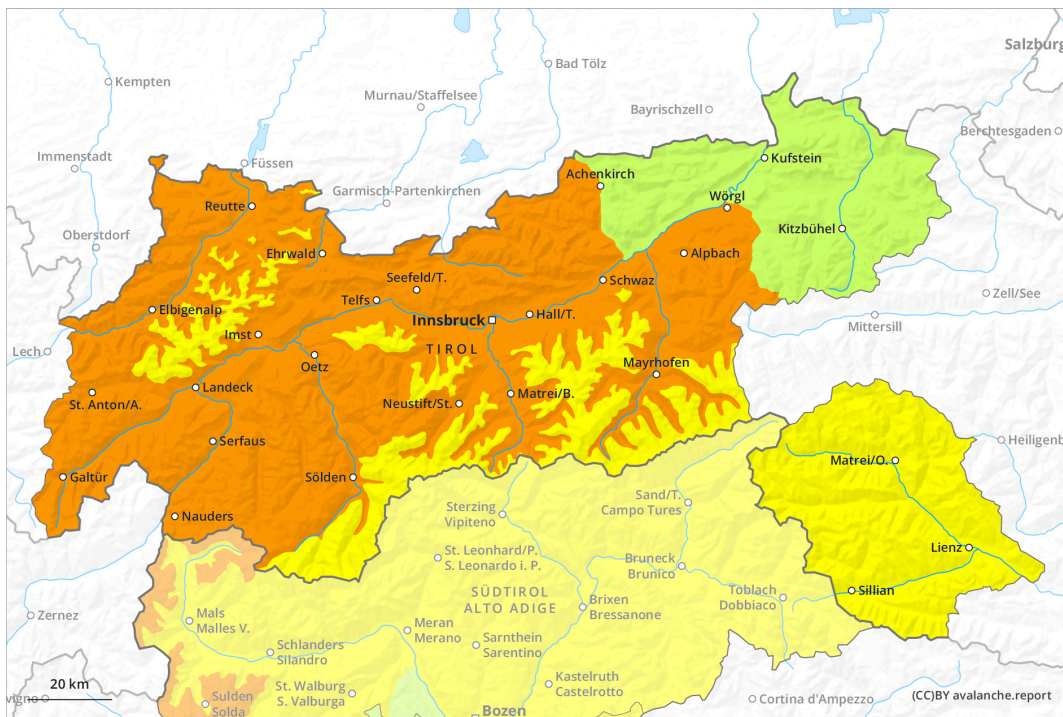 Salzburg
Kempten
Bad Tölz
Murnau/Staffelsee
Bayrischzell
Berchtesgaden
Immenstadt
Füssen
Kufstein
Garmisch-Partenkirchen
Achenkirch
Reutte
Wörgl
Kitzbühel
Oberstdorf
Ehrwald
Alpbach
Seefeld/T.
Schwaz
Zell/See
Telfs
Elbigenalp
Innsbruck
Hall/T.
Mittersill
Imst
TIROL
Lech
Oetz
Mayrhofen
Landeck
St. Anton/A.
Neustift/St.
Matrei/B.
Serfaus
Heiligenb
Matrei/O.
Galtür
Sölden
Sand/T.
Campo Tures
Sterzing
Vipiteno
Nauders
Lienz
St. Leonhard/P.
S. Leonardo i. P.
Bruneck
Brunico
SÜDTIROL
ALTO ADIGE
Toblach
Dobbiaco
Sillian
Zernez
Mals
Malles V.
Brixen
Bressanone
Meran
Merano
Sarnthein
Sarentino
Schlanders
Silandro
20 km
St. Walburg
S. Valburga
Kastelruth
Castelrotto
vigno
Sulden
Solda
Cortina d'Ampezzo
(CC)BY avalanche.report
Bozen